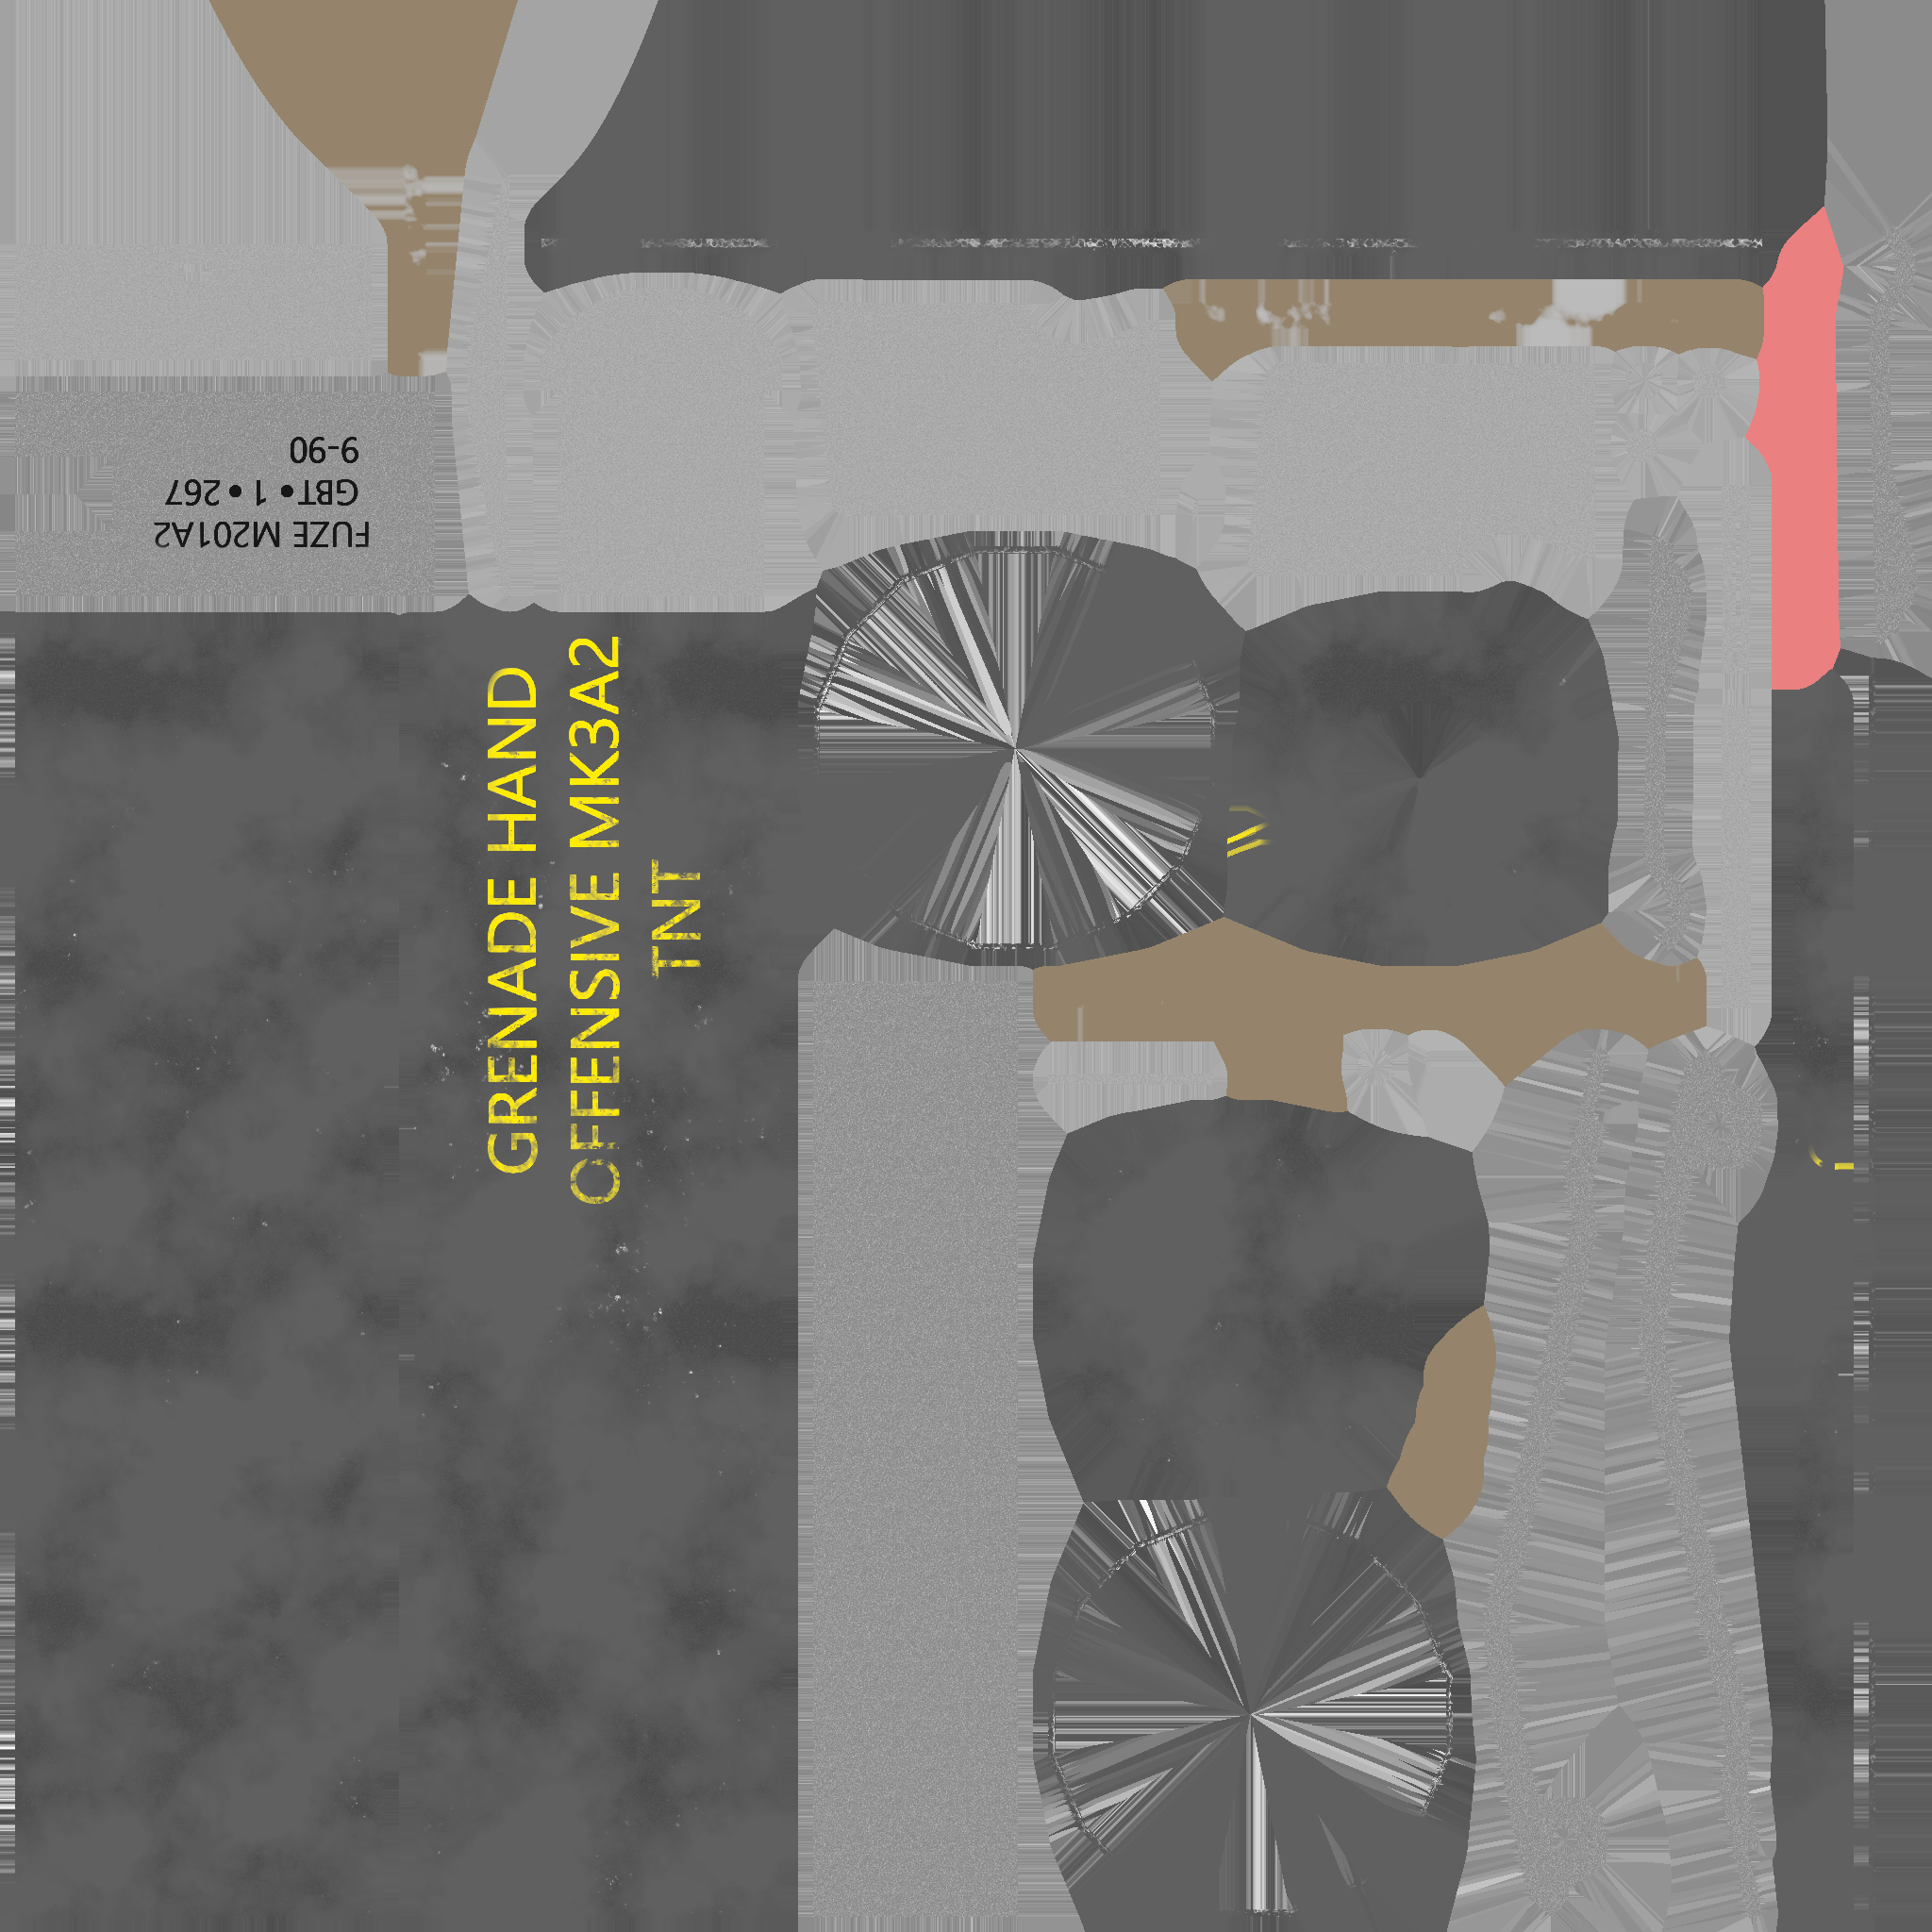 FUZE M201A2
GBT • 1 • 267
9-90
GRENADE HAND
OFFENSIVE MK3A2
TNT